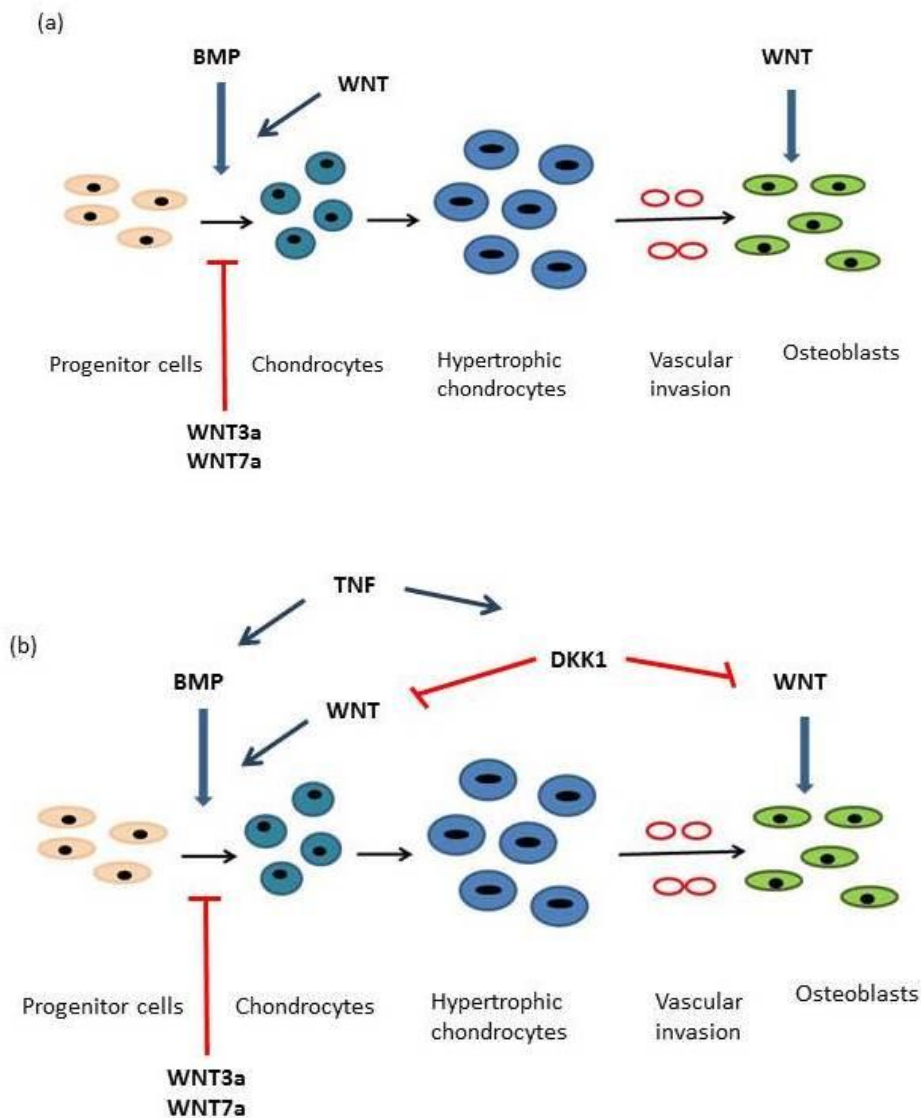 (a)
BMP
WNT
WNT
Progenitor cells
Chondrocytes
Hypertrophic
chondrocytes
Vascular
invasion
Osteoblasts
WNT3a
WNT7a
TNF
(b)
DKK1
BMP
WNT
WNT
Progenitor cells
Chondrocytes
Hypertrophic
chondrocytes
Vascular
invasion
Osteoblasts
WNT3a
WNT7a